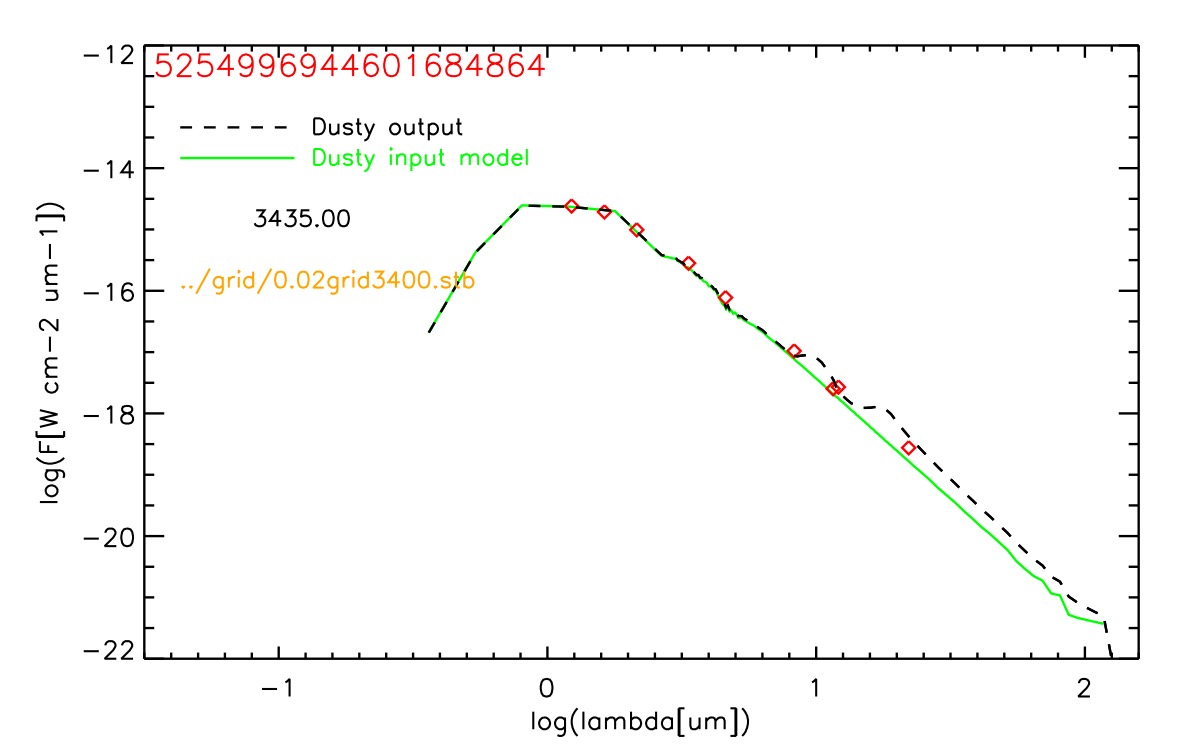 -12
5254996944601684864
Dusty output
Dusty input model
-14
3435.00
../grid/0.02grid3400.stb
-16
-18
-20
-22
log(F[W cm-2 um-1])
-1 0 1 2
log(lambda[um])